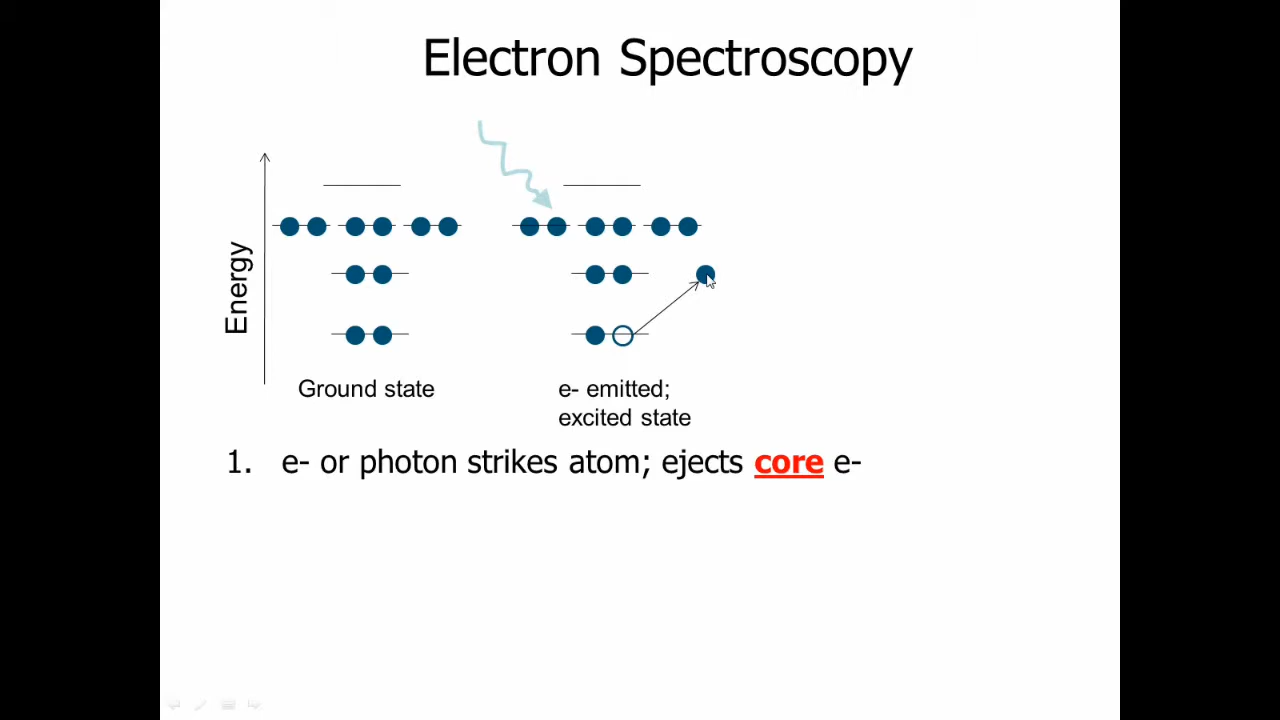 Electron Spectroscopy
Energy
Ground state
e- emitted;
excited state
1. e- or photon strikes atom; ejects core e-